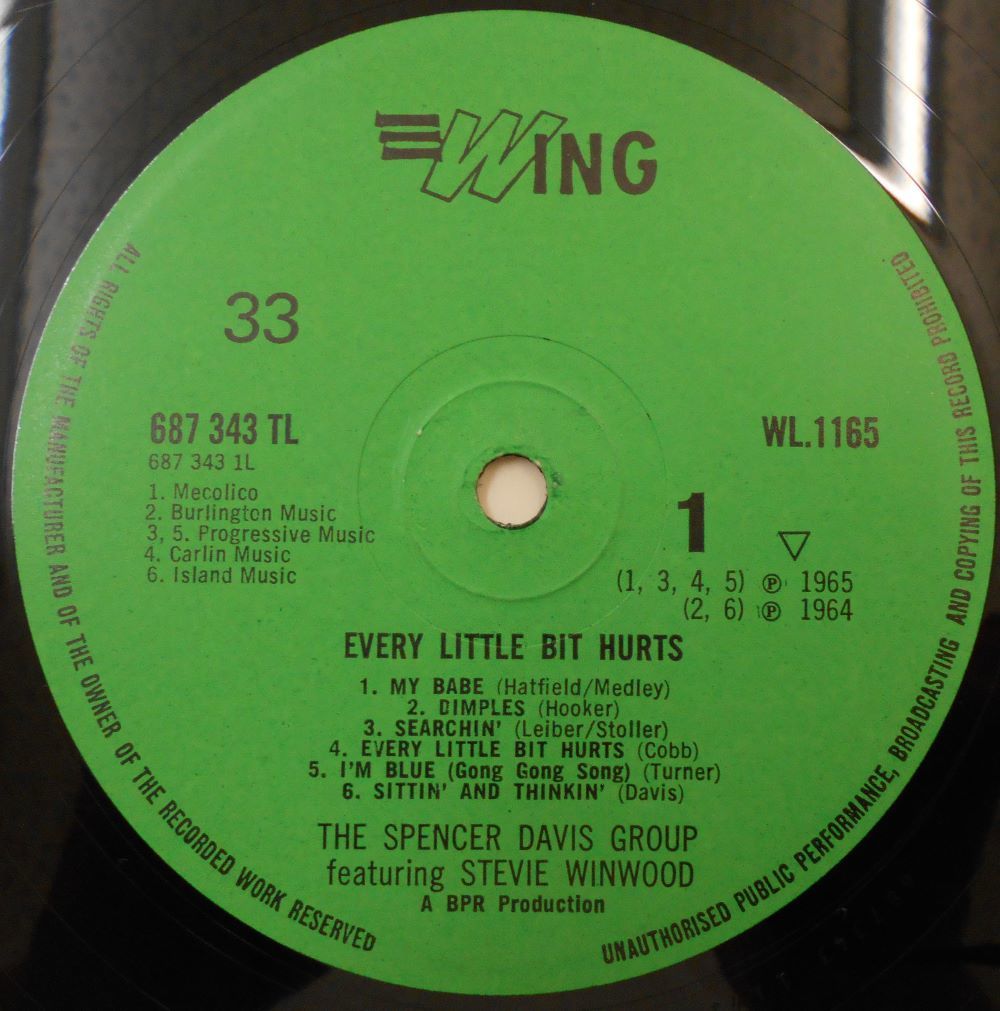 WING
33
687 343 TL
687 343 1L
WL.1165
1. Mecolico
2. Burlington Music
3, 5. Progressive Music
4. Carlin Music
6. Island Music
1
(1, 3, 4, 5) ℗ 1965
(2, 6) ℗ 1964
EVERY LITTLE BIT HURTS
1. MY BABE (Hatfield/Medley)
2. DIMPLES (Hooker)
3. SEARCHIN' (Leiber/Stoller)
4. EVERY LITTLE BIT HURTS (Cobb)
5. I'M BLUE (Gong Gong Song) (Turner)
6. SITTIN' AND THINKIN' (Davis)
THE SPENCER DAVIS GROUP
featuring STEVIE WINWOOD
A BPR Production
ALL RIGHTS OF THE MANUFACTURER AND OF THE OWNER OF THE RECORDED WORK RESERVED
UNAUTHORISED PUBLIC PERFORMANCE, BROADCASTING AND COPYING OF THIS RECORD PROHIBITED